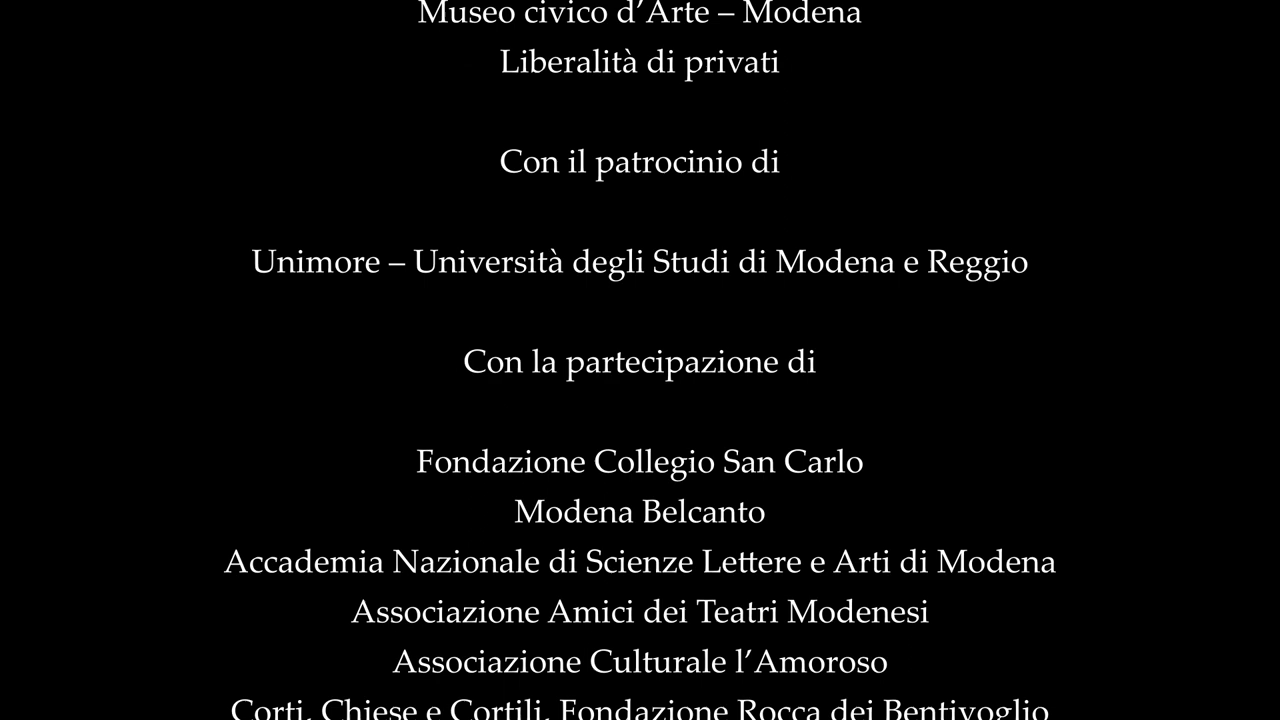 Museo civico d’Arte – Modena
Liberalità di privati
Con il patrocinio di
Unimore – Università degli Studi di Modena e Reggio
Con la partecipazione di
Fondazione Collegio San Carlo
Modena Belcanto
Accademia Nazionale di Scienze Lettere e Arti di Modena
Associazione Amici dei Teatri Modenesi
Associazione Culturale l’Amoroso
Corti, Chiese e Cortili, Fondazione Rocca dei Bentivoglio